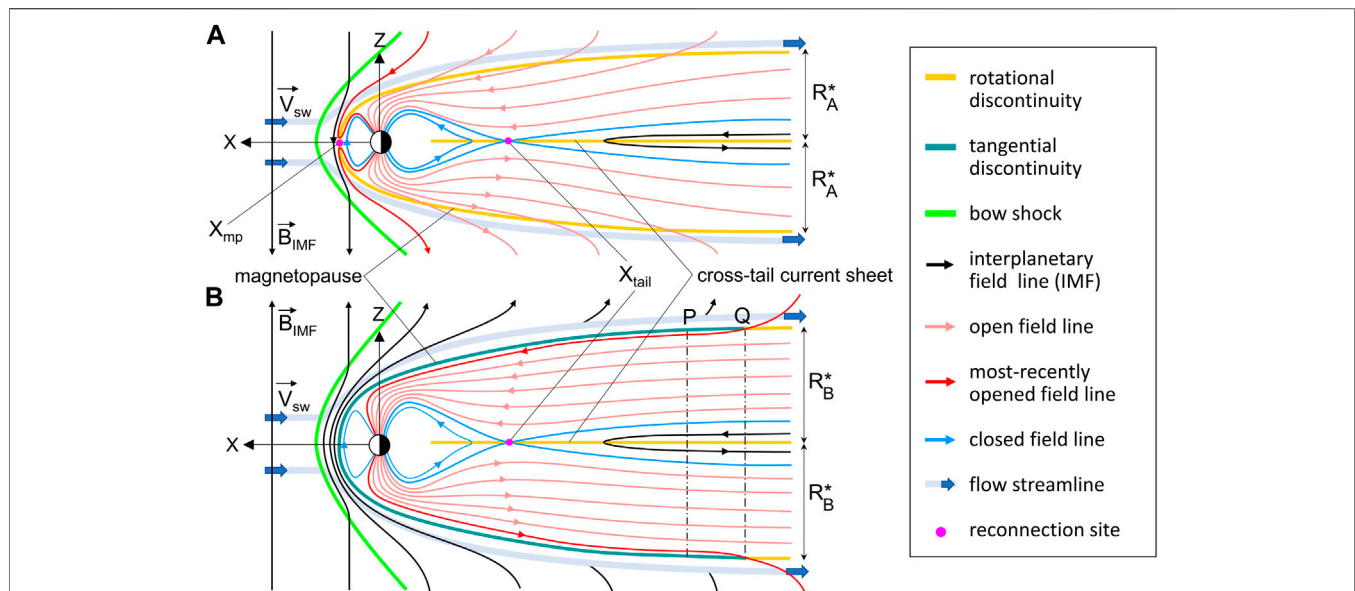 A
Z
V_sw
X
R*_A
R*_A
X_mp
B_IMF
magnetopause
X_tail
cross-tail current sheet
B
B_IMF
Z
P
Q
V_sw
R*_B
X
R*_B
rotational
discontinuity
tangential
discontinuity
bow shock
interplanetary
field line (IMF)
open field line
most-recently
opened field line
closed field line
flow streamline
reconnection site